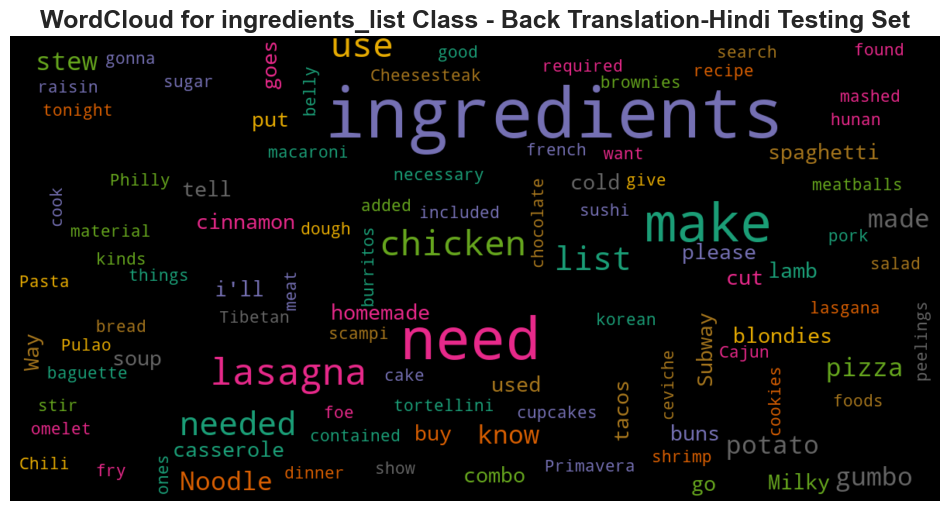 WordCloud for ingredients_list Class - Back Translation-Hindi Testing Set
stew
gonna
goes
use
good
search
found
raisin
sugar
belly
Cheesesteak
required
brownies
recipe
tonight
put
ingredients
mashed
hunan
macaroni
french
want
spaghetti
Philly
tell
necessary
chocolate
cold
give
meatballs
cook
cinnamon
added
included
sushi
make
made
material
dough
burritos
chicken
list
please
pork
kinds
things
meat
cut
lamb
salad
Pasta
i'll
Tibetan
homemade
need
korean
Subway
lasgana
peelings
bread
scampi
blondies
Way
Pulao
soup
Cajun
baguette
lasagna
cake
used
tacos
ceviche
cookies
pizza
stir
needed
foe
tortellini
cupcakes
foods
omelet
contained
buy
know
buns
potato
casserole
Chili
fry
ones
Noodle
dinner
show
combo
Primavera
shrimp
go
Milky
gumbo